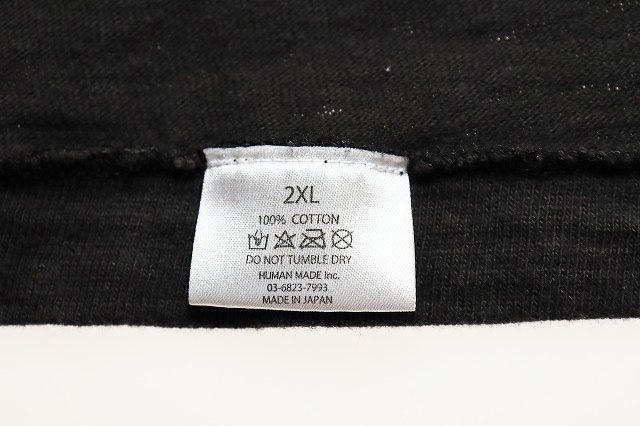 2XL
100% COTTON
DO NOT TUMBLE DRY
HUMAN MADE Inc.
03-6823-7993
MADE IN JAPAN